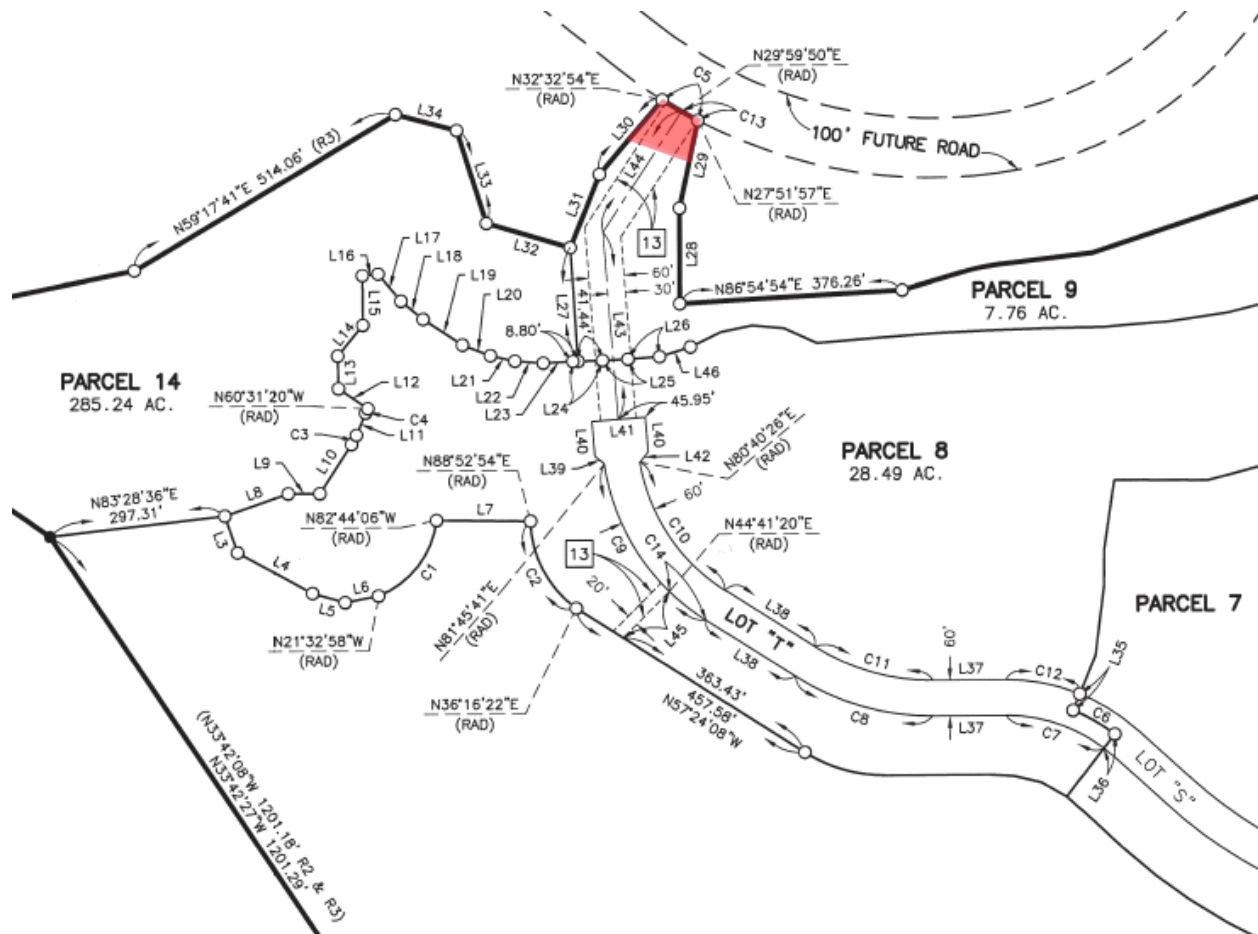 N29°59'50"E
(RAD)
C5
N32°32'54"E
(RAD)
C13
L34
L30
100' FUTURE ROAD
N59°17'41"E 514.06' (R3)
L33
L44
L29
N27°51'57"E
(RAD)
L31
L32
13
L28
L16
L17
L18
L19
L20
L15
60'
30'
N86°54'54"E 376.26'
PARCEL 9
7.76 AC.
L27
41.44'
L43
L26
8.80'
L14
L13
L21
L22
L23
L24
L25
L46
PARCEL 14
285.24 AC.
L12
N60°31'20"W
(RAD)
C4
C3
L11
45.95'
L40
L41
L40
N80°40'26"E
(RAD)
PARCEL 8
28.49 AC.
L9
L10
N88°52'54"E
(RAD)
L39
L42
N83°28'36"E
297.31'
L8
L7
N82°44'06"W
(RAD)
60'
C10
N44°41'20"E
(RAD)
L3
L4
L5
L6
C1
C2
13
C9
C14
20'
N81°45'41"E
(RAD)
L38
LOT "T"
PARCEL 7
N21°32'58"W
(RAD)
L45
L38
60'
C11
L37
C12
L35
N36°16'22"E
(RAD)
363.43'
457.58'
N57°24'08"W
C8
L37
C7
C6
L36
LOT "S"
(N33°42'08"W 1201.18' R2 & R3)
N33°42'27"W 1201.29'